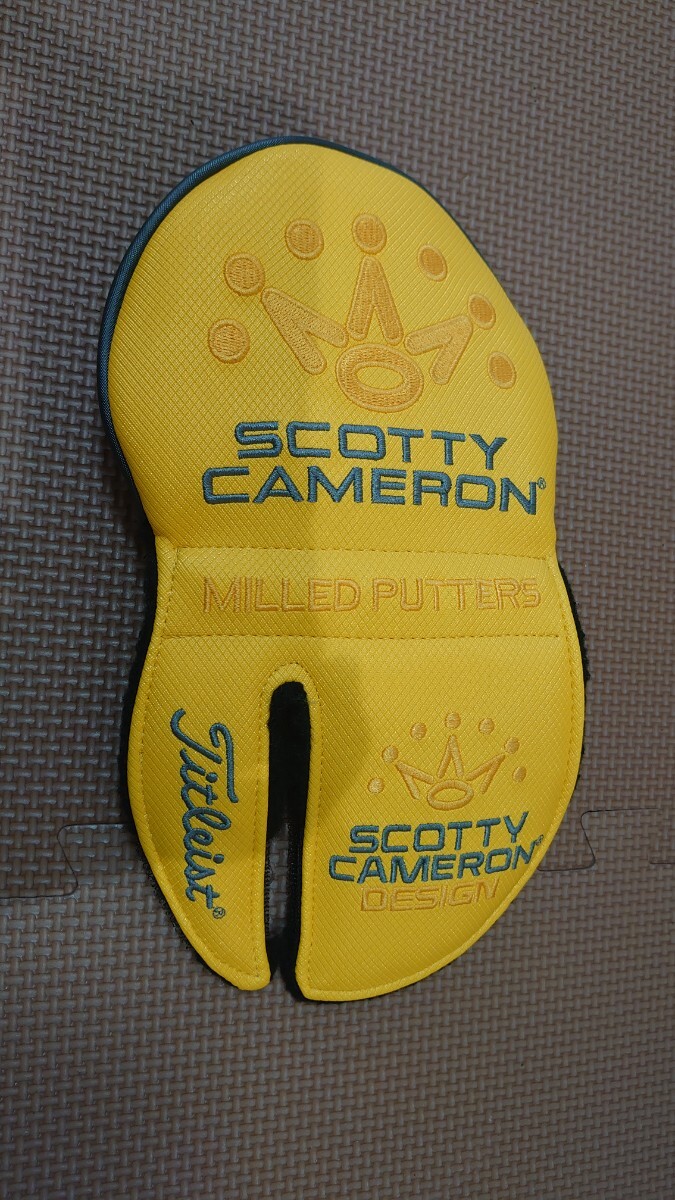 SCOTTY
CAMERON®
MILLED PUTTERS
Titleist®
SCOTTY
CAMERON®
DESIGN